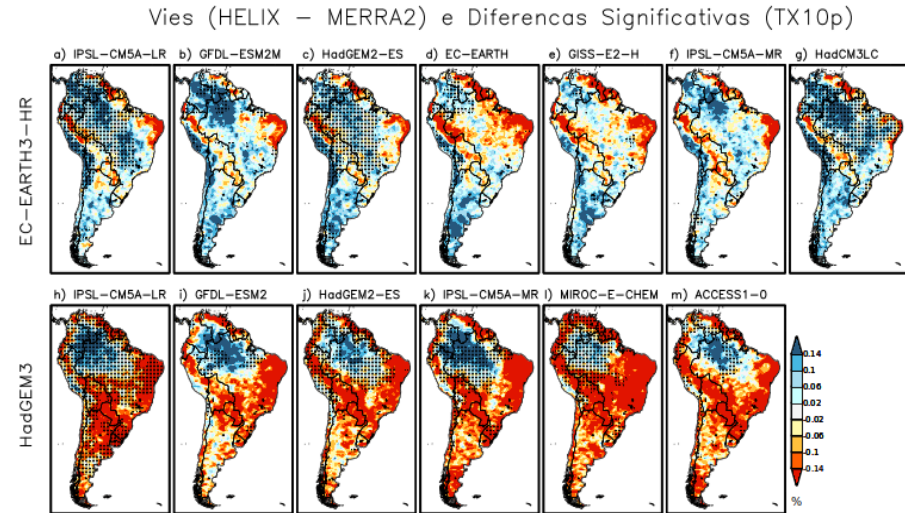 Vies (HELIX − MERRA2) e Diferencas Significativas (TX10p)
a) IPSL−CM5A−LR b) GFDL−ESM2M c) HadGEM2−ES d) EC−EARTH e) GISS−E2−H f) IPSL−CM5A−MR g) HadCM3LC
EC−EARTH3−HR
h) IPSL−CM5A−LR i) GFDL−ESM2 j) HadGEM2−ES k) IPSL−CM5A−MR l) MIROC−E−CHEM m) ACCESS1−0
HadGEM3
0.14
0.1
0.06
0.02
-0.02
-0.06
-0.1
-0.14
%